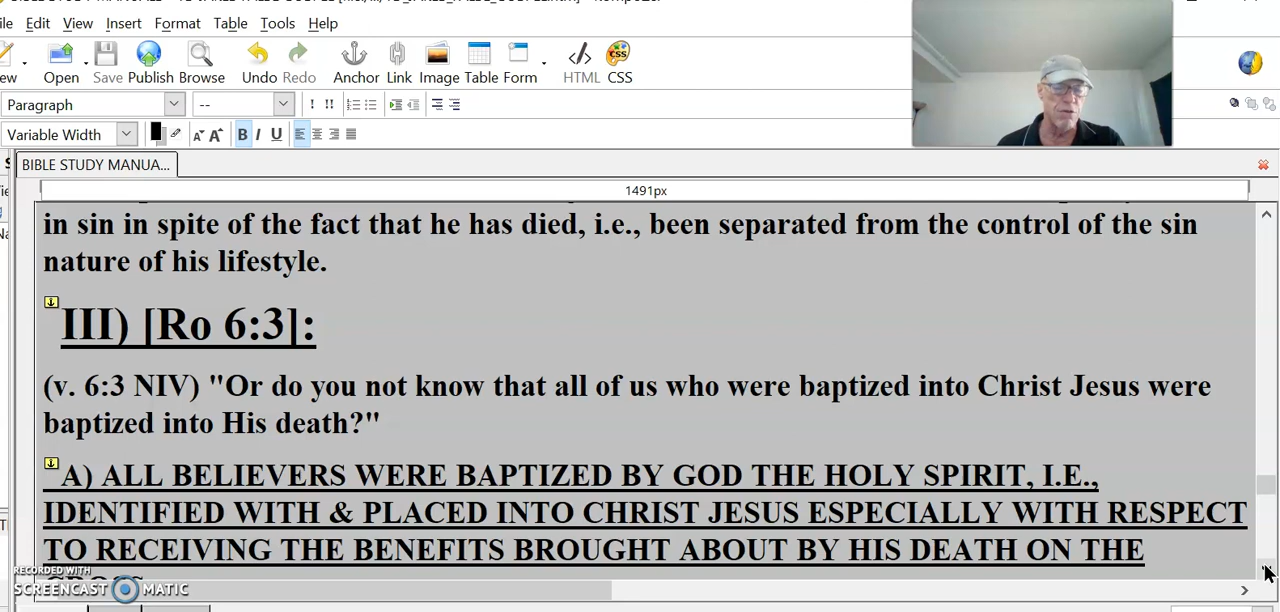 Edit View Insert Format Table Tools Help
Open Save Publish Browse Undo Redo Anchor Link Image Table Form HTML CSS
Paragraph -- ! !!
Variable Width B I U
BIBLE STUDY MANUA...
1491px
in sin in spite of the fact that he has died, i.e., been separated from the control of the sin
nature of his lifestyle.
III) [Ro 6:3]:
(v. 6:3 NIV) "Or do you not know that all of us who were baptized into Christ Jesus were
baptized into His death?"
A) ALL BELIEVERS WERE BAPTIZED BY GOD THE HOLY SPIRIT, I.E.,
IDENTIFIED WITH & PLACED INTO CHRIST JESUS ESPECIALLY WITH RESPECT
TO RECEIVING THE BENEFITS BROUGHT ABOUT BY HIS DEATH ON THE
RECORDED WITH
SCREENCAST MATIC